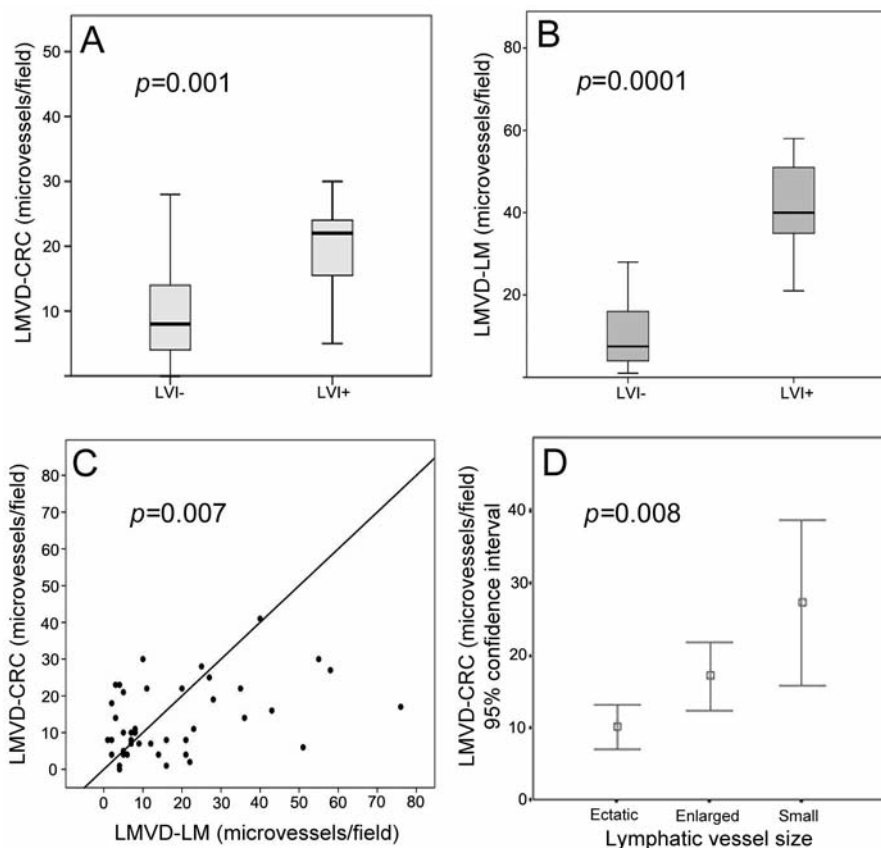 A
p=0.001
LMVD-CRC (microvessels/field)
50
40
30
20
10
LVI-
LVI+
B
p=0.0001
LMVD-LM (microvessels/field)
80
60
40
20
LVI-
LVI+
C
p=0.007
LMVD-CRC (microvessels/field)
80
70
60
50
40
30
20
10
0
0 10 20 30 40 50 60 70 80
LMVD-LM (microvessels/field)
D
p=0.008
LMVD-CRC (microvessels/field)
95% confidence interval
40
30
20
10
0
Ectatic Enlarged Small
Lymphatic vessel size